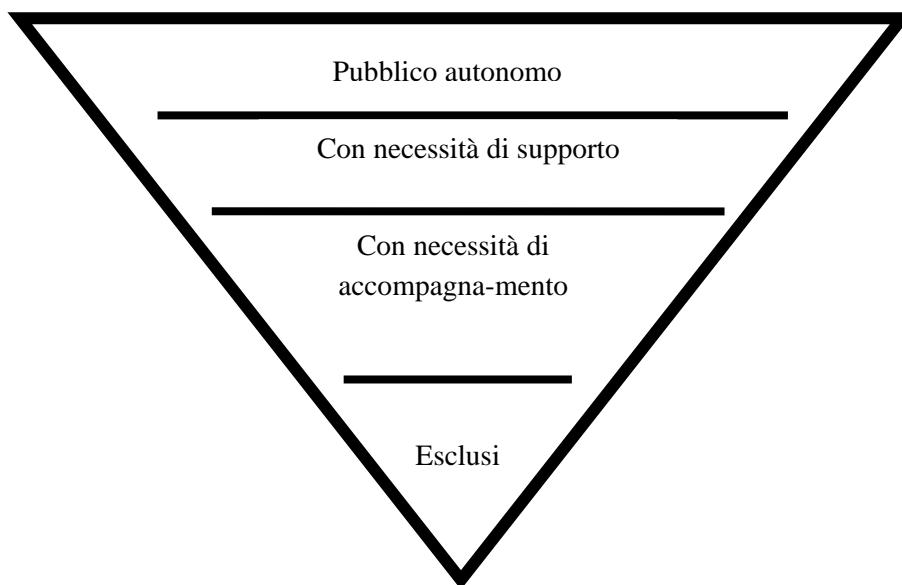 Pubblico autonomo
Con necessità di supporto
Con necessità di
accompagna-mento
Esclusi